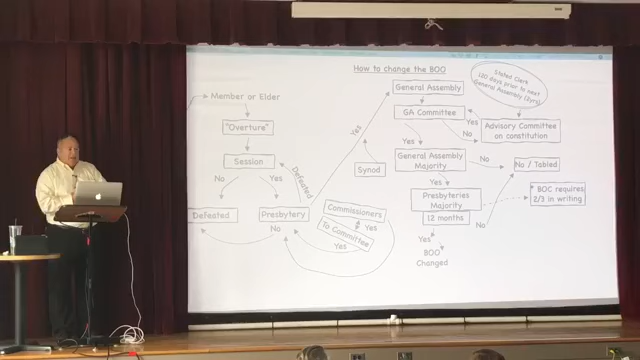 How to change the BOO
Member or Elder
"Overture"
Session
No
Yes
Defeated
Defeated
Presbytery
No
Commissioners
Yes
To Committee
Yes
Yes
Synod
General Assembly
GA Committee
Yes
No
Yes
Stated Clerk
120 days prior to next
General Assembly (2yrs)
Advisory Committee
on constitution
General Assembly
Majority
No
No / Tabled
Yes
Presbyteries
Majority
12 months
No
* BOC requires
2/3 in writing
Yes
BOO
Changed